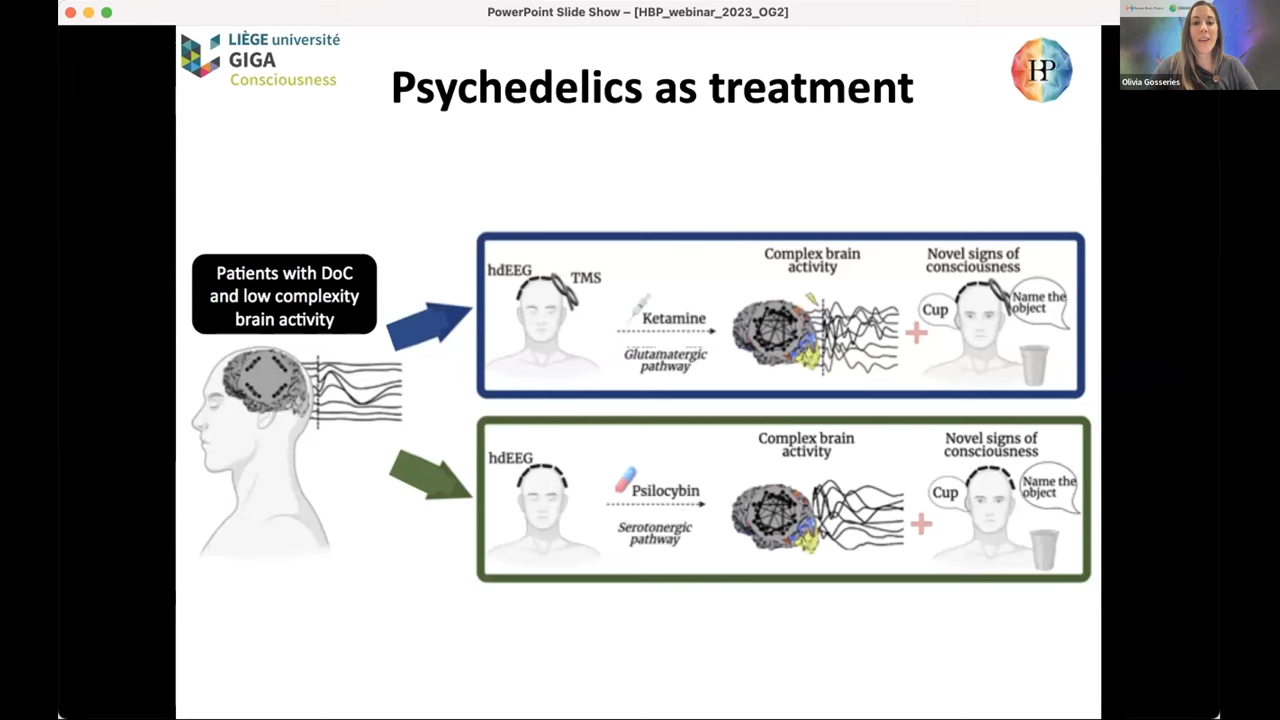 PowerPoint Slide Show – [HBP_webinar_2023_OG2]
LIÈGE université
GIGA
Consciousness
Psychedelics as treatment
HP
Olivia Gosseries
Patients with DoC
and low complexity
brain activity
hdEEG
TMS
Ketamine
Glutamatergic
pathway
Complex brain
activity
Novel signs of
consciousness
Cup
Name the
object
hdEEG
Psilocybin
Serotonergic
pathway
Complex brain
activity
Novel signs of
consciousness
Cup
Name the
object